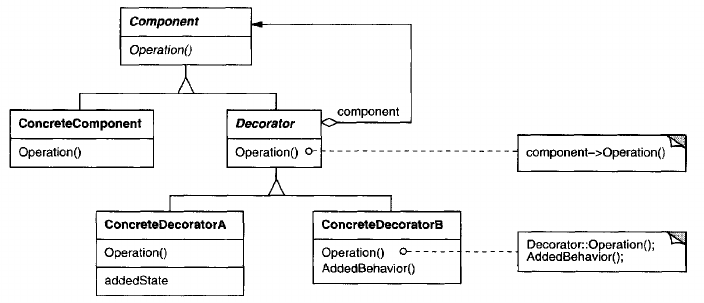 Component
Operation()
ConcreteComponent
Operation()
Decorator
Operation()
component
component->Operation()
ConcreteDecoratorA
Operation()
addedState
ConcreteDecoratorB
Operation()
AddedBehavior()
Decorator::Operation();
AddedBehavior();